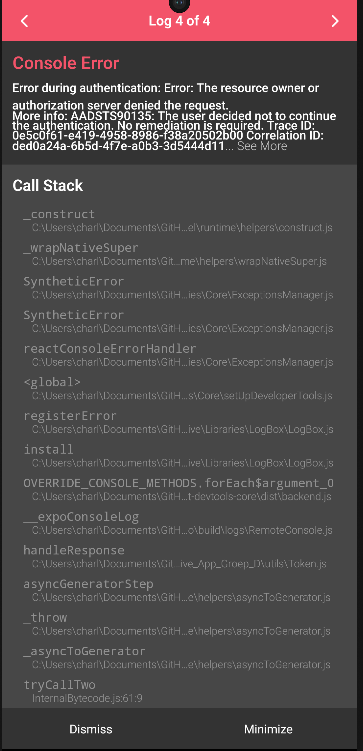 Log 4 of 4
Console Error
Error during authentication: Error: The resource owner or
authorization server denied the request.
More info: AADSTS90135: The user decided not to continue
the authentication. No remediation is required. Trace ID:
0e5c0f61-e419-4958-8986-f38a20502b00 Correlation ID:
ded0a24a-6b5d-4f7e-a0b3-3d5444d11... See More
Call Stack
_construct
C:\Users\charl\Documents\GitH...el\runtime\helpers\construct.js
_wrapNativeSuper
C:\Users\charl\Documents\Git...me\helpers\wrapNativeSuper.js
SyntheticError
C:\Users\charl\Documents\GitH...ies\Core\ExceptionsManager.js
SyntheticError
C:\Users\charl\Documents\GitH...ies\Core\ExceptionsManager.js
reactConsoleErrorHandler
C:\Users\charl\Documents\GitH...ies\Core\ExceptionsManager.js
<global>
C:\Users\charl\Documents\GitH...s\Core\setUpDeveloperTools.js
registerError
C:\Users\charl\Documents\GitH...ive\Libraries\LogBox\LogBox.js
install
C:\Users\charl\Documents\GitH...ive\Libraries\LogBox\LogBox.js
OVERRIDE_CONSOLE_METHODS.forEach$argument_0
C:\Users\charl\Documents\GitH...t-devtools-core\dist\backend.js
__expoConsoleLog
C:\Users\charl\Documents\GitH...o\build\logs\RemoteConsole.js
handleResponse
C:\Users\charl\Documents\Git...ive_App_Groep_D\utils\Token.js
asyncGeneratorStep
C:\Users\charl\Documents\GitH...e\helpers\asyncToGenerator.js
_throw
C:\Users\charl\Documents\GitH...e\helpers\asyncToGenerator.js
_asyncToGenerator
C:\Users\charl\Documents\GitH...e\helpers\asyncToGenerator.js
tryCallTwo
InternalBytecode.js:61:9
Dismiss
Minimize